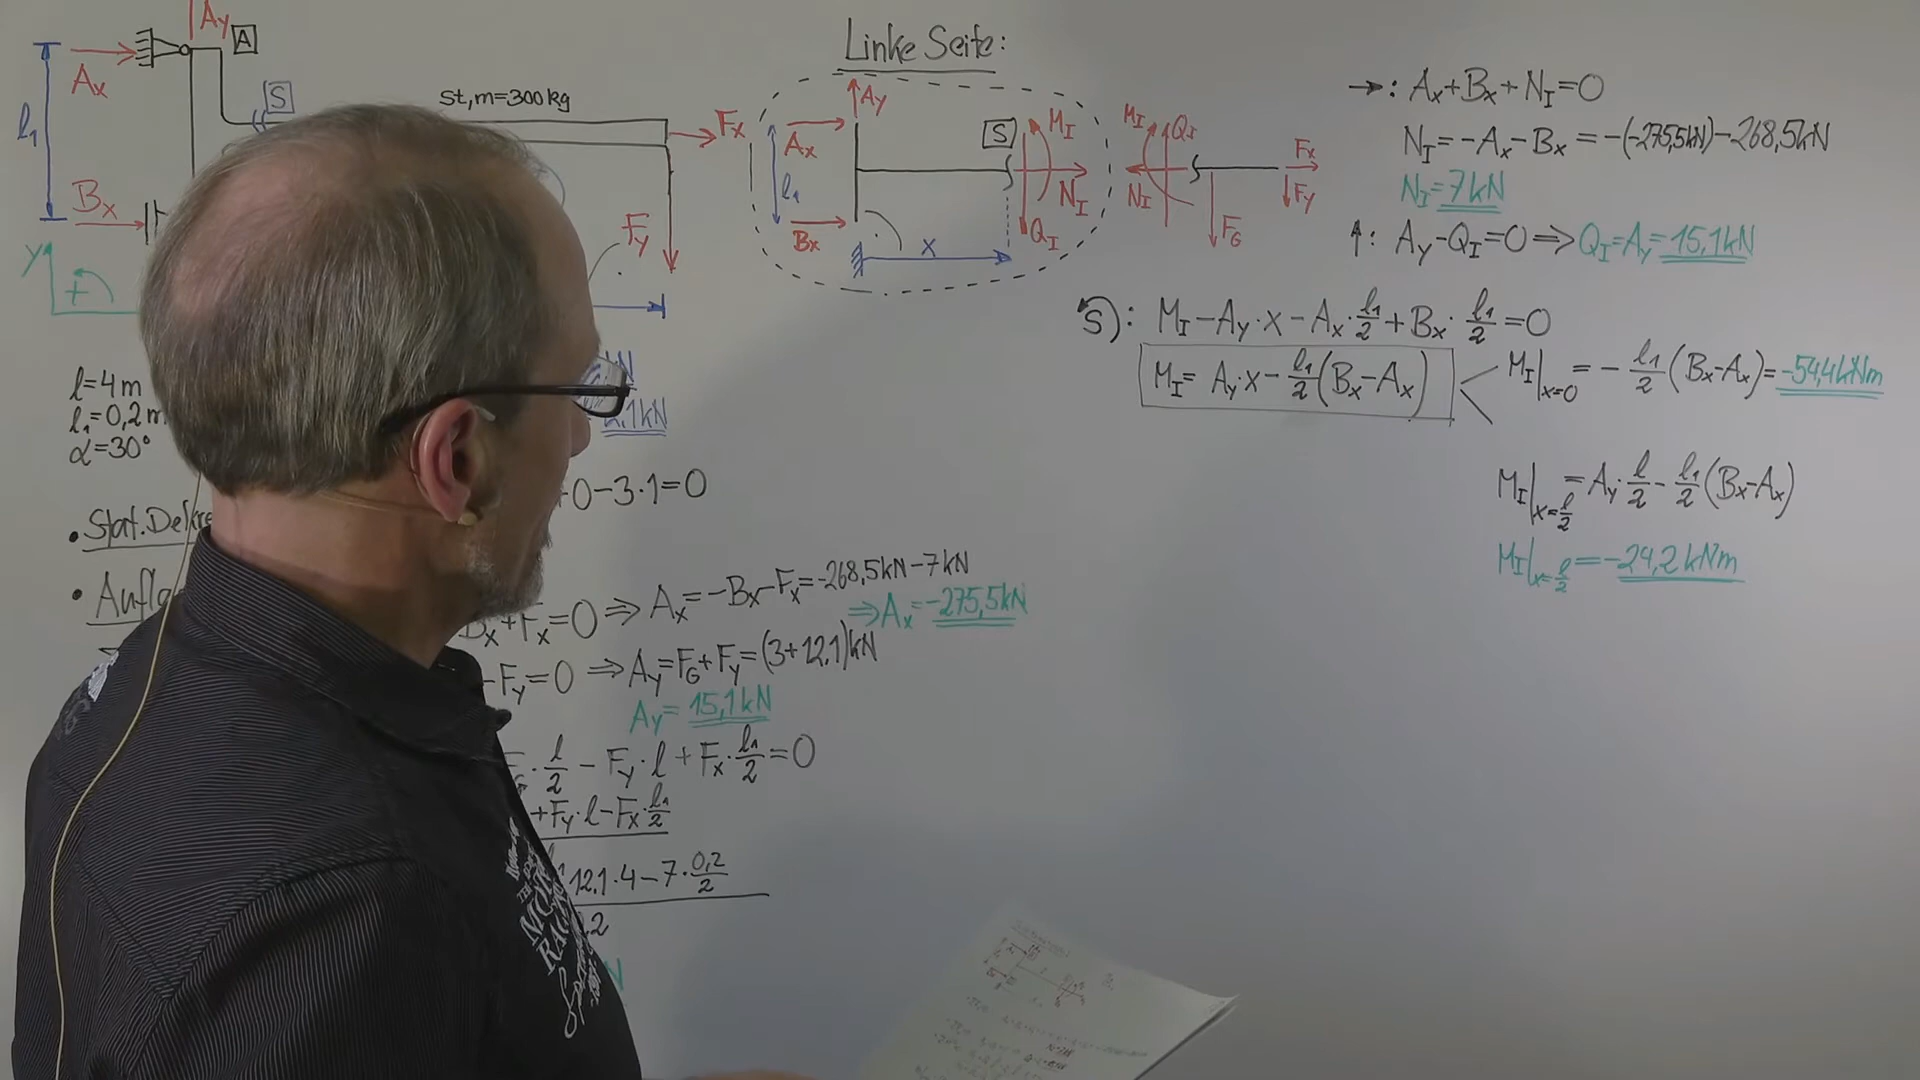 Ay
A
Ax
l₁
Bx
Y
+
S
St, m=300kg
Fx
Fy
l=4m
l₁=0,2m
α=30°
kN
,1kN
• Stat.
•
+0-3·1=0
Bx+Fx=0 ⇒ Ax=-Bx-Fx=-268,5kN-7kN
⇒Ax=-275,5kN
-Fy=0 ⇒ Ay=FG+Fy=(3+12,1)kN
Ay=15,1kN
·l/2 - Fy·l + Fx·l₁/2=0
+Fy·l-Fx·l₁/2
12,1·4-7·0,2/2
,2
N
Linke Seite:
Ay
Ax
l₁
Bx
x
S
MI
NI
QI
MI
QI
NI
FG
Fx
Fy
→: Ax+Bx+NI=0
NI=-Ax-Bx=-(-275,5kN)-268,5kN
NI=7kN
↑: Ay-QI=0⇒QI=Ay=15,1kN
S): MI-Ay·x-Ax·l₁/2+Bx·l₁/2=0
MI=Ay·x-l₁/2(Bx-Ax)
MI|x=0=-l₁/2(Bx-Ax)=-54,4kNm
MI|x=l/2=Ay·l/2-l₁/2(Bx-Ax)
MI|x=l/2=-24,2kNm